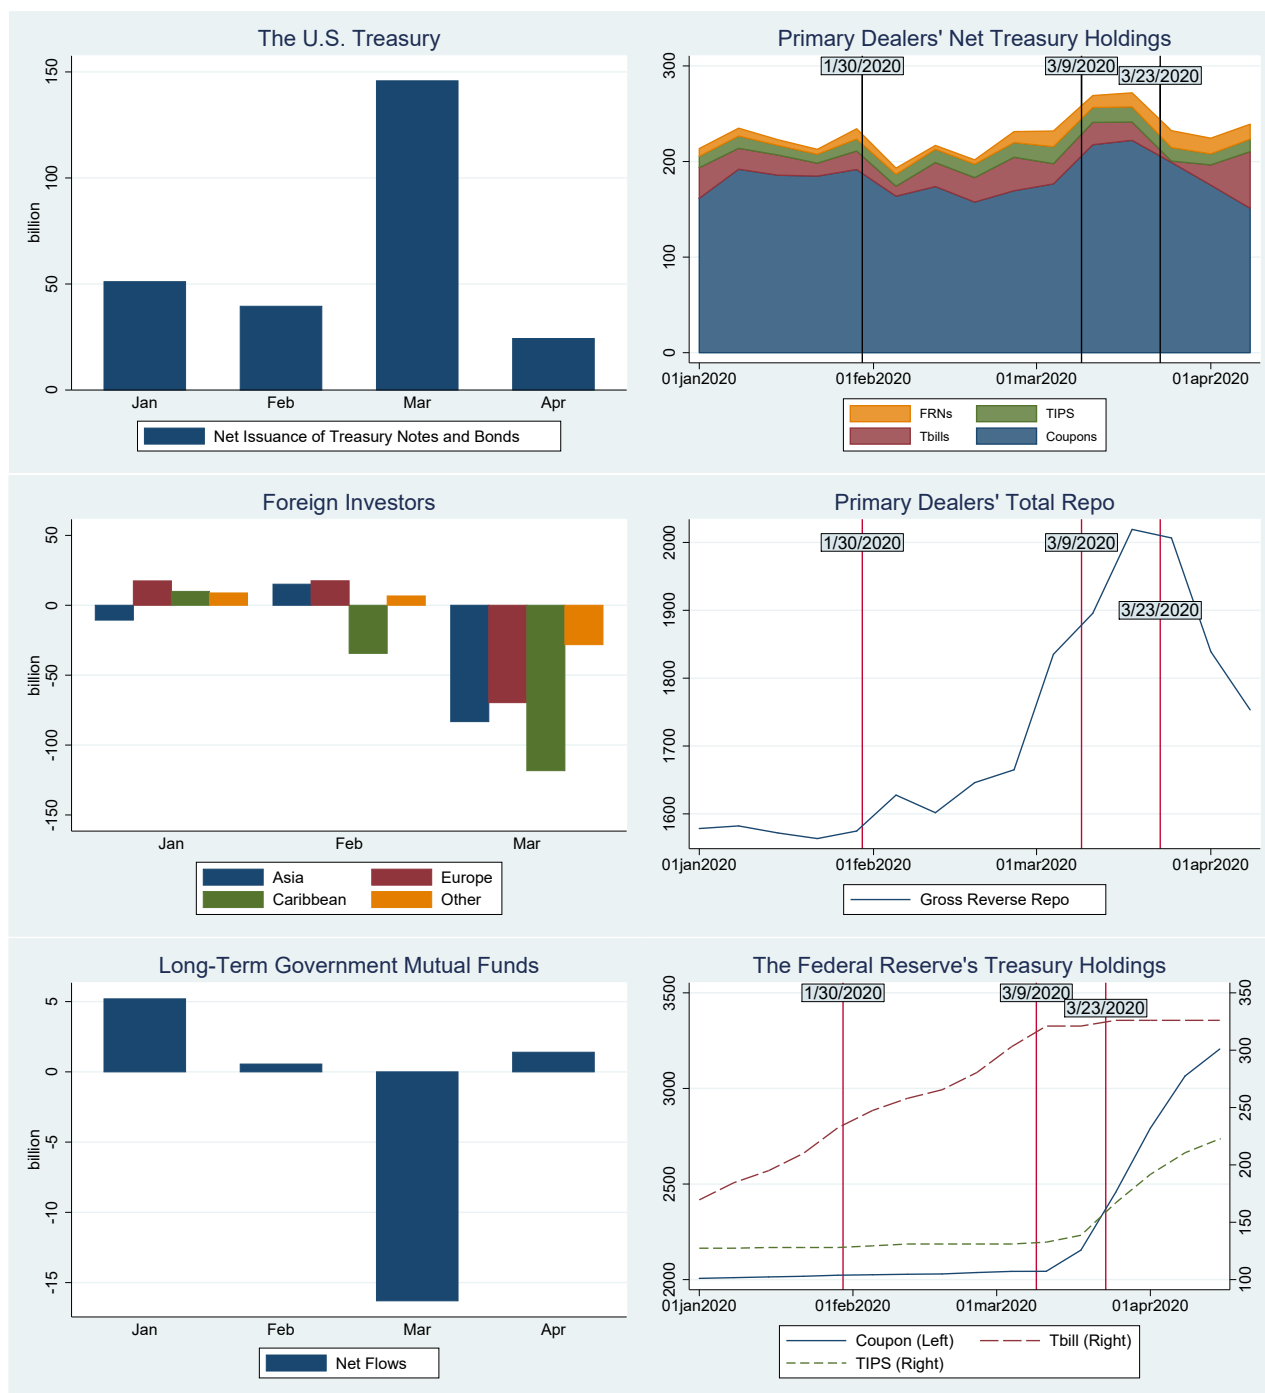 The U.S. Treasury
150
100
50
0
billion
Jan Feb Mar Apr
Net Issuance of Treasury Notes and Bonds
Primary Dealers' Net Treasury Holdings
1/30/2020 3/9/2020 3/23/2020
300
200
100
0
01jan2020 01feb2020 01mar2020 01apr2020
FRNs TIPS
Tbills Coupons
Foreign Investors
50
0
-50
-100
-150
billion
Jan Feb Mar
Asia Europe
Caribbean Other
Primary Dealers' Total Repo
1/30/2020 3/9/2020
3/23/2020
2000
1900
1800
1700
1600
01jan2020 01feb2020 01mar2020 01apr2020
Gross Reverse Repo
Long-Term Government Mutual Funds
5
0
-5
-10
-15
billion
Jan Feb Mar Apr
Net Flows
The Federal Reserve's Treasury Holdings
1/30/2020 3/9/2020 3/23/2020
3500
3000
2500
2000
350
300
250
200
150
100
01jan2020 01feb2020 01mar2020 01apr2020
Coupon (Left) Tbill (Right)
TIPS (Right)